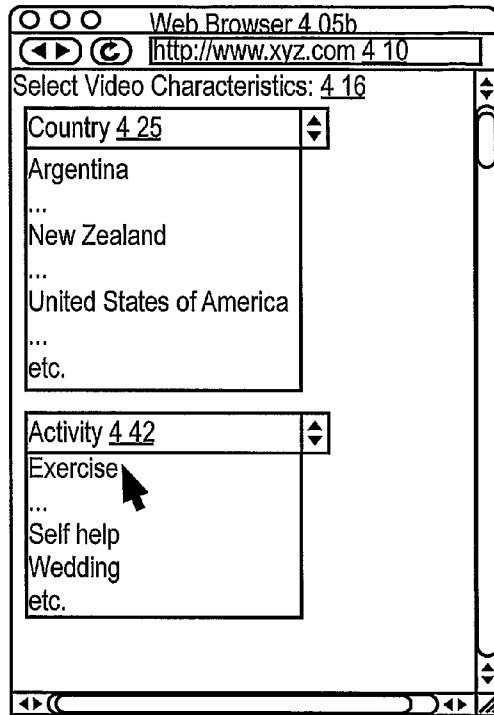 Web Browser 4 05b
http://www.xyz.com 4 10
Select Video Characteristics: 4 16
Country 4 25
Argentina
...
New Zealand
...
United States of America
...
etc.
Activity 4 42
Exercise
...
Self help
Wedding
etc.